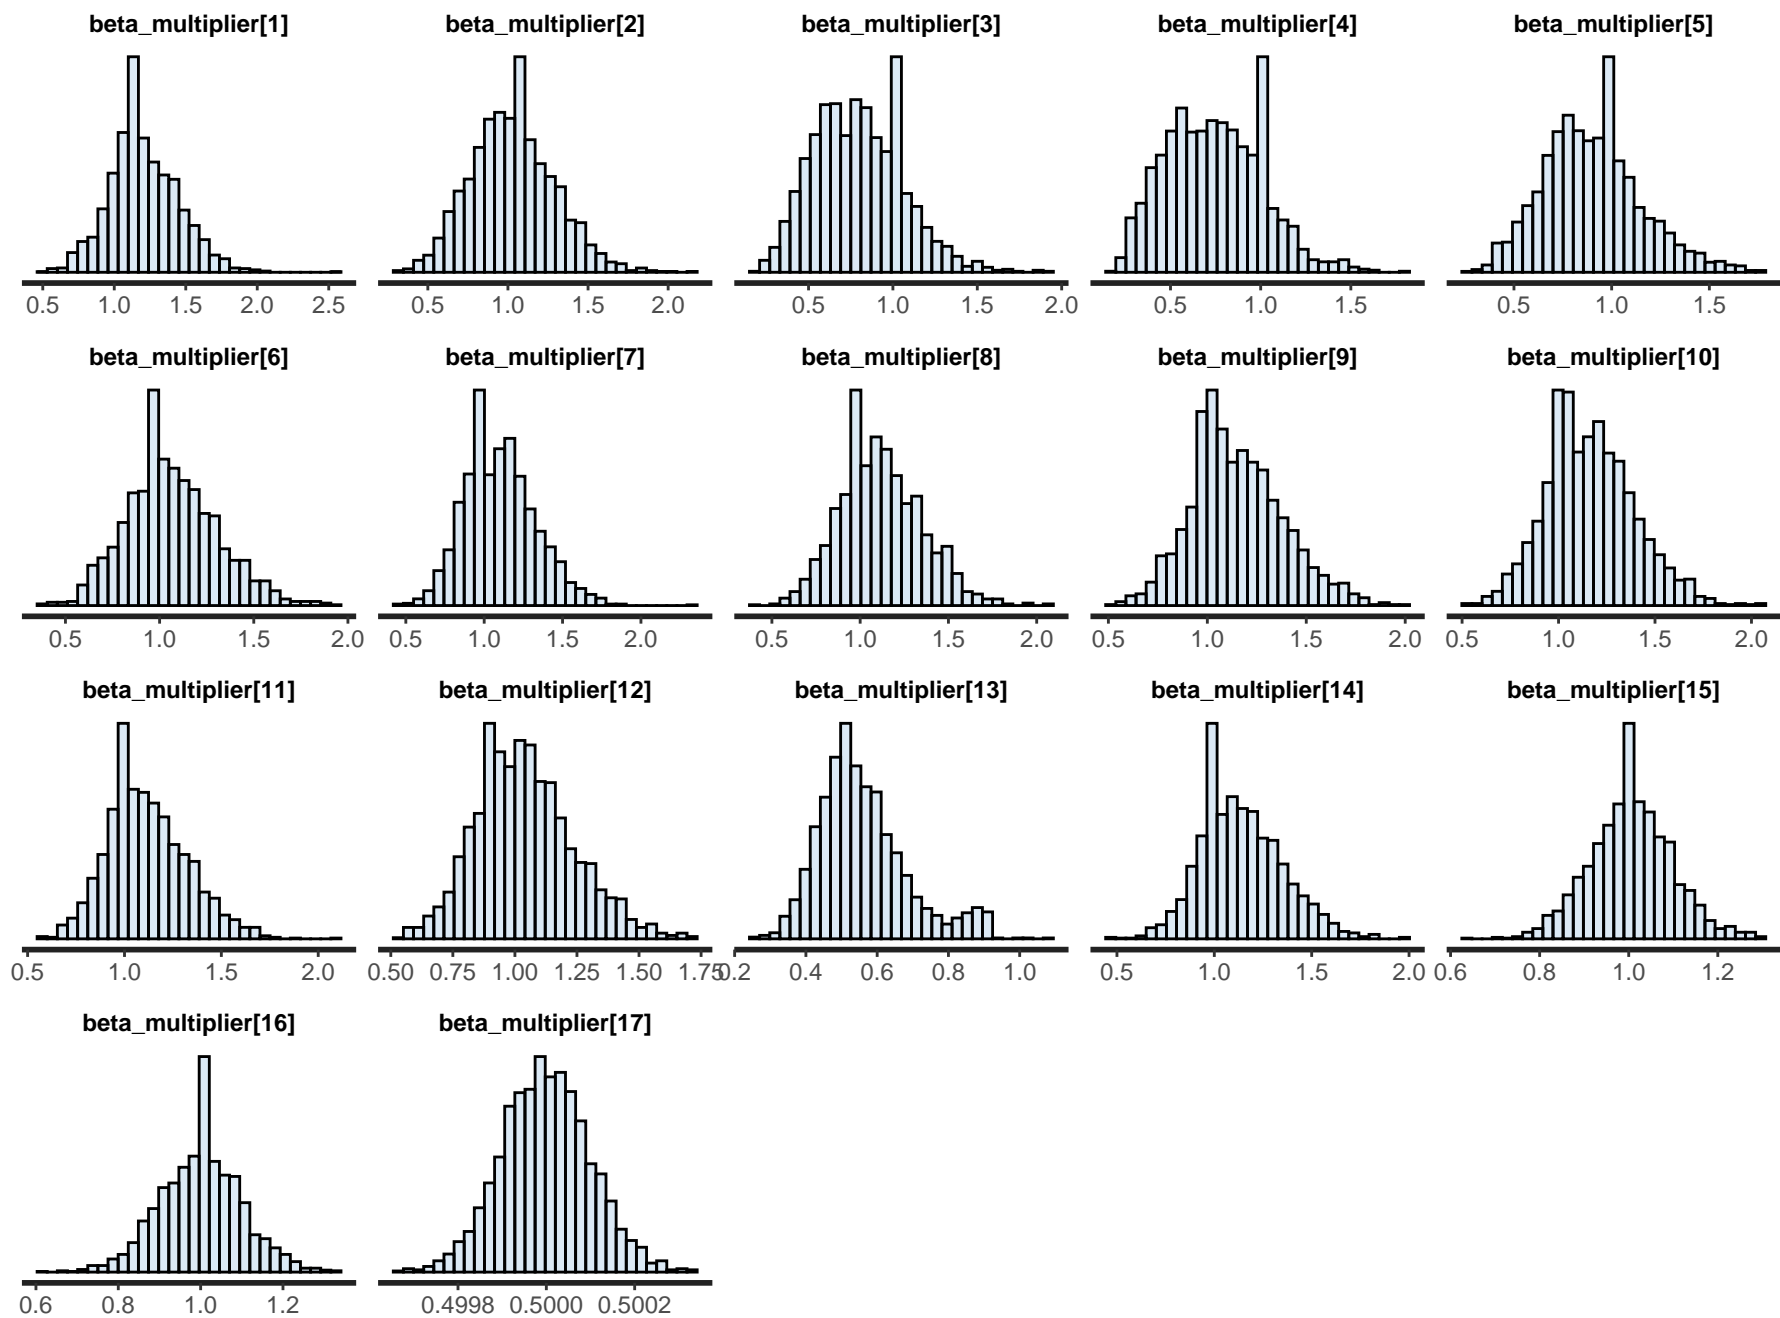 beta_multiplier[1] beta_multiplier[2] beta_multiplier[3] beta_multiplier[4] beta_multiplier[5]
0.5 1.0 1.5 2.0 2.5 0.5 1.0 1.5 2.0 0.5 1.0 1.5 2.0 0.5 1.0 1.5 0.5 1.0 1.5
beta_multiplier[6] beta_multiplier[7] beta_multiplier[8] beta_multiplier[9] beta_multiplier[10]
0.5 1.0 1.5 2.0 0.5 1.0 1.5 2.0 0.5 1.0 1.5 2.0 0.5 1.0 1.5 2.0 0.5 1.0 1.5 2.0
beta_multiplier[11] beta_multiplier[12] beta_multiplier[13] beta_multiplier[14] beta_multiplier[15]
0.5 1.0 1.5 2.0 0.50 0.75 1.00 1.25 1.50 1.75 0.2 0.4 0.6 0.8 1.0 0.5 1.0 1.5 2.0 0.6 0.8 1.0 1.2
beta_multiplier[16] beta_multiplier[17]
0.6 0.8 1.0 1.2 0.4998 0.5000 0.5002